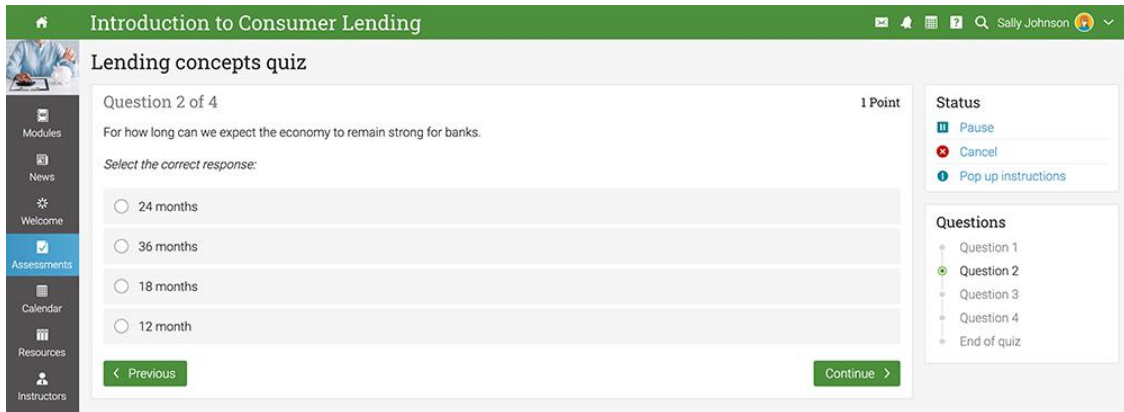 Introduction to Consumer Lending
Sally Johnson
Modules
News
Welcome
Assessments
Calendar
Resources
Instructors
Lending concepts quiz
Question 2 of 4
1 Point
For how long can we expect the economy to remain strong for banks.
Select the correct response:
24 months
36 months
18 months
12 month
< Previous
Continue >
Status
Pause
Cancel
Pop up instructions
Questions
Question 1
Question 2
Question 3
Question 4
End of quiz